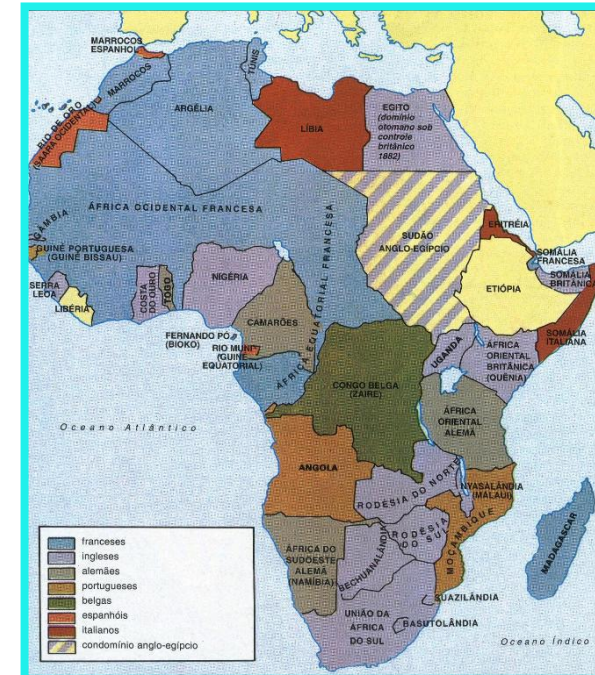 MARROCOS
ESPANHOL
MARROCOS
TÚNIS
RIO DE ORO
(SAARA OCIDENTAL)
ARGÉLIA
LÍBIA
EGITO
(domínio
otomano sob
controle
britânico
1882)
ÁFRICA OCIDENTAL FRANCESA
GÂMBIA
GUINÉ PORTUGUESA
(GUINÉ BISSAU)
SERRA
LEOA
LIBÉRIA
COSTA
DO OURO
TOGO
NIGÉRIA
CAMARÕES
ÁFRICA EQUATORIAL FRANCESA
SUDÃO
ANGLO-EGÍPCIO
ERITRÉIA
SOMÁLIA
FRANCESA
SOMÁLIA
BRITÂNICA
ETIÓPIA
SOMÁLIA
ITALIANA
FERNANDO PÓ
(BIOKO)
RIO MUNI
(GUINÉ
EQUATORIAL)
UGANDA
ÁFRICA
ORIENTAL
BRITÂNICA
(QUÊNIA)
CONGO BELGA
(ZAIRE)
ÁFRICA
ORIENTAL
ALEMÃ
Oceano Atlântico
ANGOLA
RODÉSIA DO NORTE
NYASALÂNDIA
(MALAUI)
RODÉSIA
DO SUL
MOÇAMBIQUE
MADAGASCAR
ÁFRICA DO
SUDOESTE
ALEMÃ
(NAMÍBIA)
BECHUANALÂNDIA
SUAZILÂNDIA
BASUTOLÂNDIA
UNIÃO DA
ÁFRICA
DO SUL
Oceano Índico
franceses
ingleses
alemães
portugueses
belgas
espanhóis
italianos
condomínio anglo-egípcio